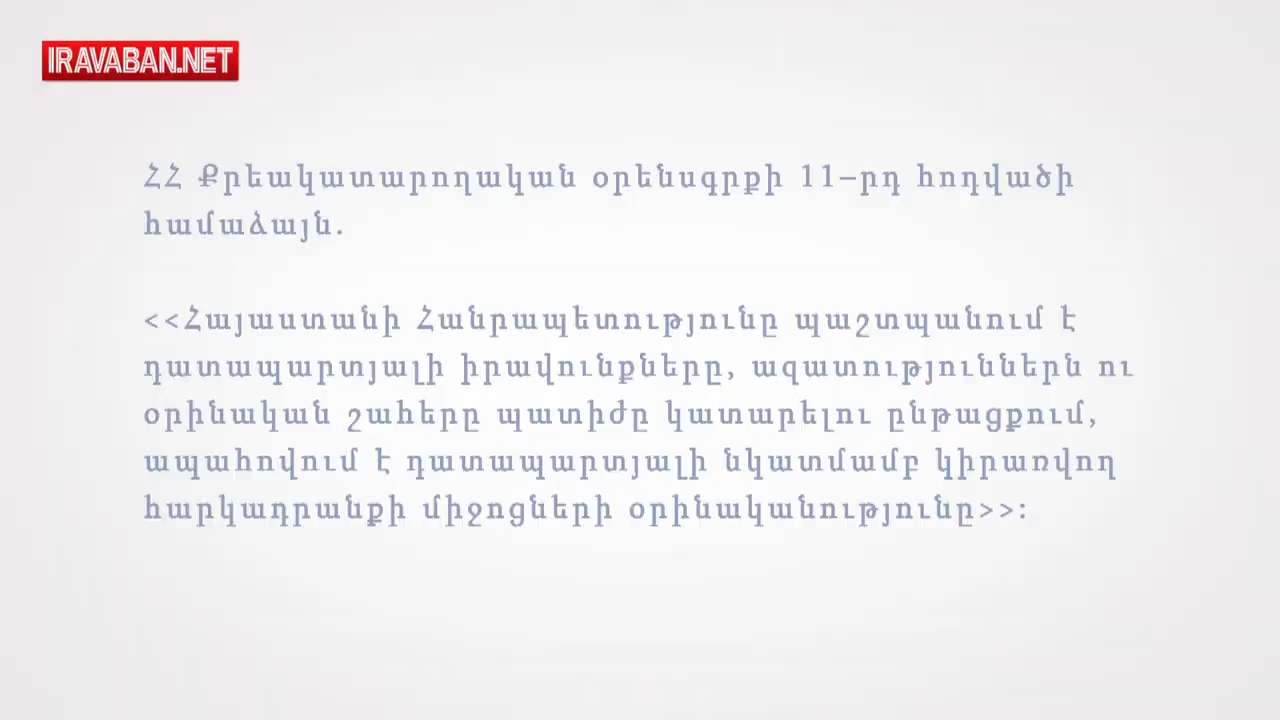 IRAVABAN.NET
ՀՀ Քրեակատարողական օրենսգրքի 11–րդ հոդվածի
համաձայն.
<<Հայաստանի Հանրապետությունը պաշտպանում է
դատապարտյալի իրավունքները, ազատություններն ու
օրինական շահերը պատիժը կատարելու ընթացքում,
ապահովում է դատապարտյալի նկատմամբ կիրառվող
հարկադրանքի միջոցների օրինականությունը>>: